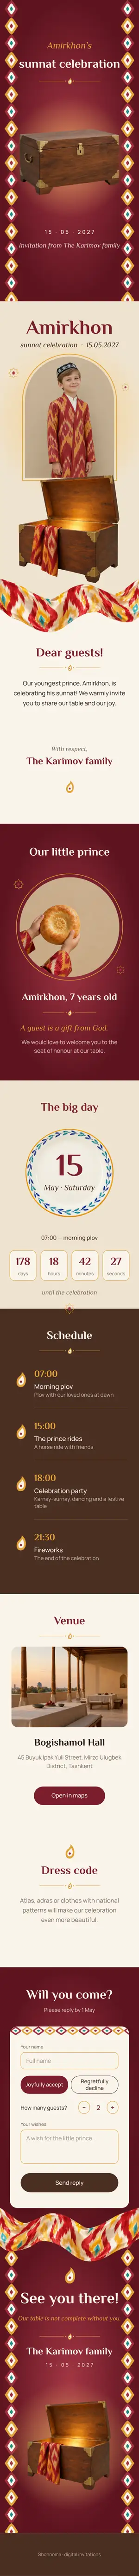 Amirkhon's
sunnat celebration
15 · 05 · 2027
Invitation from The Karimov family
Amirkhon
sunnat celebration · 15.05.2027
Dear guests!
Our youngest prince, Amirkhon, is
celebrating his sunnat! We warmly invite
you to share our table and our joy.
With respect,
The Karimov family
Our little prince
Amirkhon, 7 years old
A guest is a gift from God.
We would love to welcome you to the
seat of honour at our table.
The big day
15
May · Saturday
07:00 — morning plov
178 18 42 27
days hours minutes seconds
until the celebration
Schedule
07:00
Morning plov
Plov with our loved ones at dawn
15:00
The prince rides
A horse ride with friends
18:00
Celebration party
Karnay-surnay, dancing and a festive
table
21:30
Fireworks
The end of the celebration
Venue
Bogishamol Hall
45 Buyuk Ipak Yuli Street, Mirzo Ulugbek
District, Tashkent
Open in maps
Dress code
Atlas, adras or clothes with national
patterns will make our celebration
even more beautiful.
Will you come?
Please reply by 1 May
Your name
Full name
Joyfully accept
Regretfully
decline
How many guests? − 2 +
Your wishes
A wish for the little prince...
Send reply
See you there!
Our table is not complete without you.
The Karimov family
15 · 05 · 2027
digital invitations